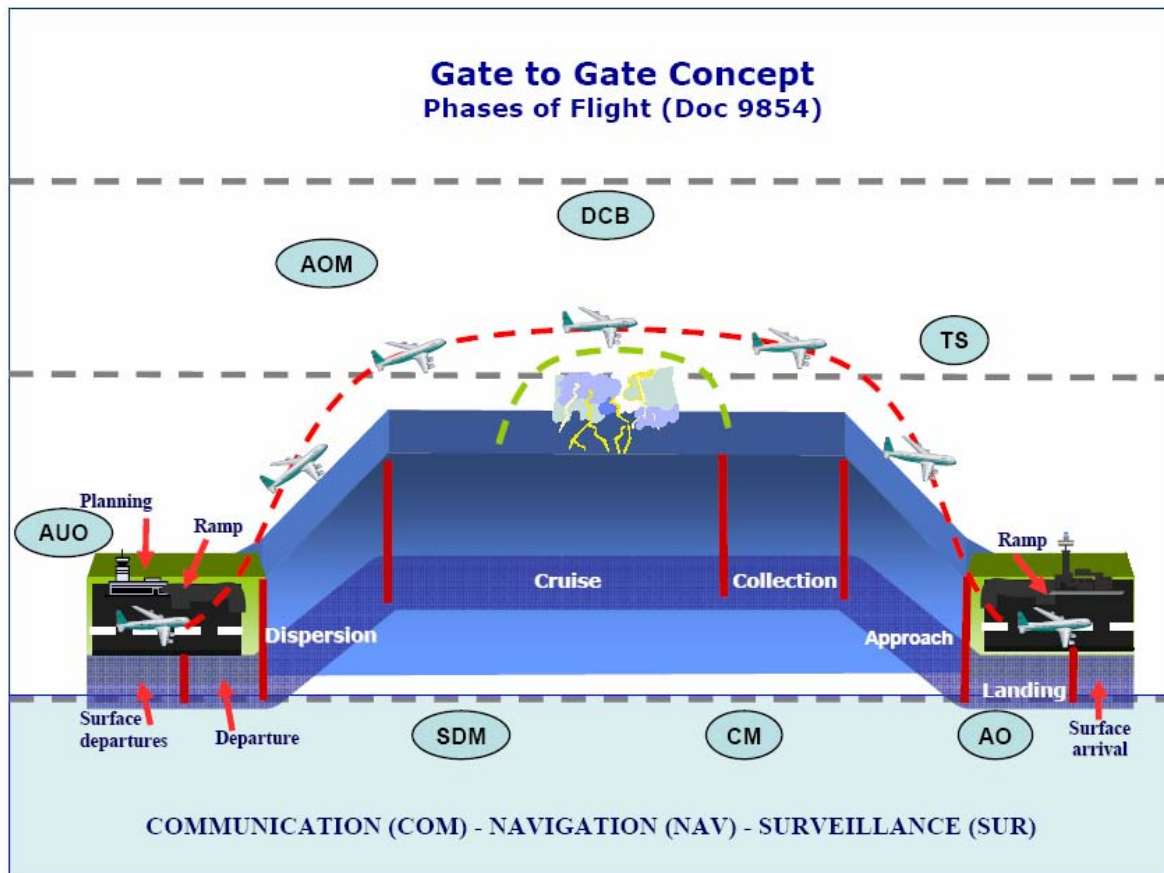 Gate to Gate Concept
Phases of Flight (Doc 9854)
DCB
AOM
TS
Planning
AUO
Ramp
Ramp
Cruise
Collection
Dispersion
Approach
Landing
Surface
departures
Departure
SDM
CM
AO
Surface
arrival
COMMUNICATION (COM) - NAVIGATION (NAV) - SURVEILLANCE (SUR)